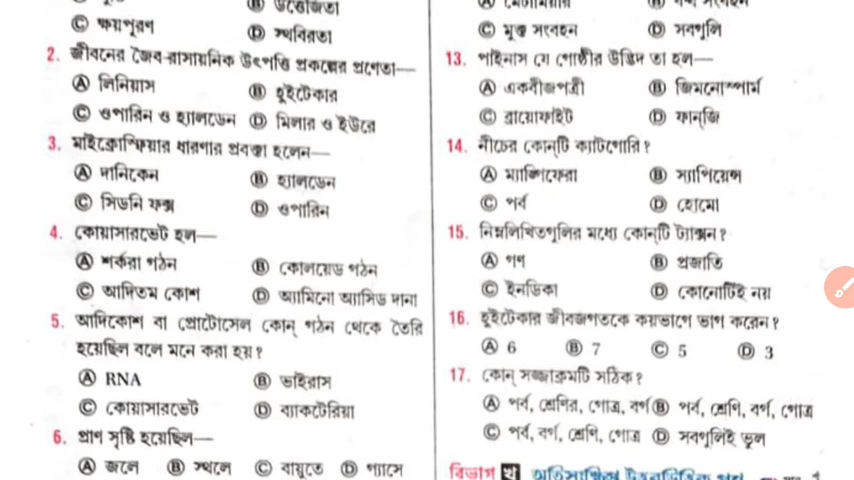 Ⓑ উত্তেজিতা
Ⓒ ক্ষয়পূরণ Ⓓ স্থবিরতা
2. জীবনের জৈব-রাসায়নিক উৎপত্তি প্রকল্পের প্রণেতা—
Ⓐ লিনিয়াস Ⓑ হুইটেকার
Ⓒ ওপারিন ও হ্যালডেন Ⓓ মিলার ও ইউরে
3. মাইক্রোস্ফিয়ার ধারণার প্রবক্তা হলেন—
Ⓐ দানিকেন Ⓑ হ্যালডেন
Ⓒ সিডনি ফক্স Ⓓ ওপারিন
4. কোয়াসারভেট হল—
Ⓐ শর্করা গঠন Ⓑ কোলয়েড গঠন
Ⓒ আদিতম কোশ Ⓓ অ্যামিনো অ্যাসিড দানা
5. আদিকোশ বা প্রোটোসেল কোন্ গঠন থেকে তৈরি
হয়েছিল বলে মনে করা হয়?
Ⓐ RNA Ⓑ ভাইরাস
Ⓒ কোয়াসারভেট Ⓓ ব্যাকটেরিয়া
6. প্রাণ সৃষ্টি হয়েছিল—
Ⓐ জলে Ⓑ স্থলে Ⓒ বায়ুতে Ⓓ গ্যাসে
Ⓒ মুক্ত সংবহন Ⓓ সবগুলি
13. পাইনাস যে গোষ্ঠীর উদ্ভিদ তা হল—
Ⓐ একবীজপত্রী Ⓑ জিমনোস্পার্ম
Ⓒ ব্রায়োফাইট Ⓓ ফান্‌জি
14. নীচের কোন্‌টি ক্যাটেগোরি?
Ⓐ ম্যাঙ্গিফেরা Ⓑ স্যাপিয়েন্স
Ⓒ পর্ব Ⓓ হোমো
15. নিম্নলিখিতগুলির মধ্যে কোন্‌টি ট্যাক্সন?
Ⓐ গণ Ⓑ প্রজাতি
Ⓒ ইনডিকা Ⓓ কোনোটিই নয়
16. হুইটেকার জীবজগতকে কয়ভাগে ভাগ করেন?
Ⓐ 6 Ⓑ 7 Ⓒ 5 Ⓓ 3
17. কোন্ সজ্জাক্রমটি সঠিক?
Ⓐ পর্ব, শ্রেণির, গোত্র, বর্গ Ⓑ পর্ব, শ্রেণি, বর্গ, গোত্র
Ⓒ পর্ব, বর্গ, শ্রেণি, গোত্র Ⓓ সবগুলিই ভুল
বিভাগ খ